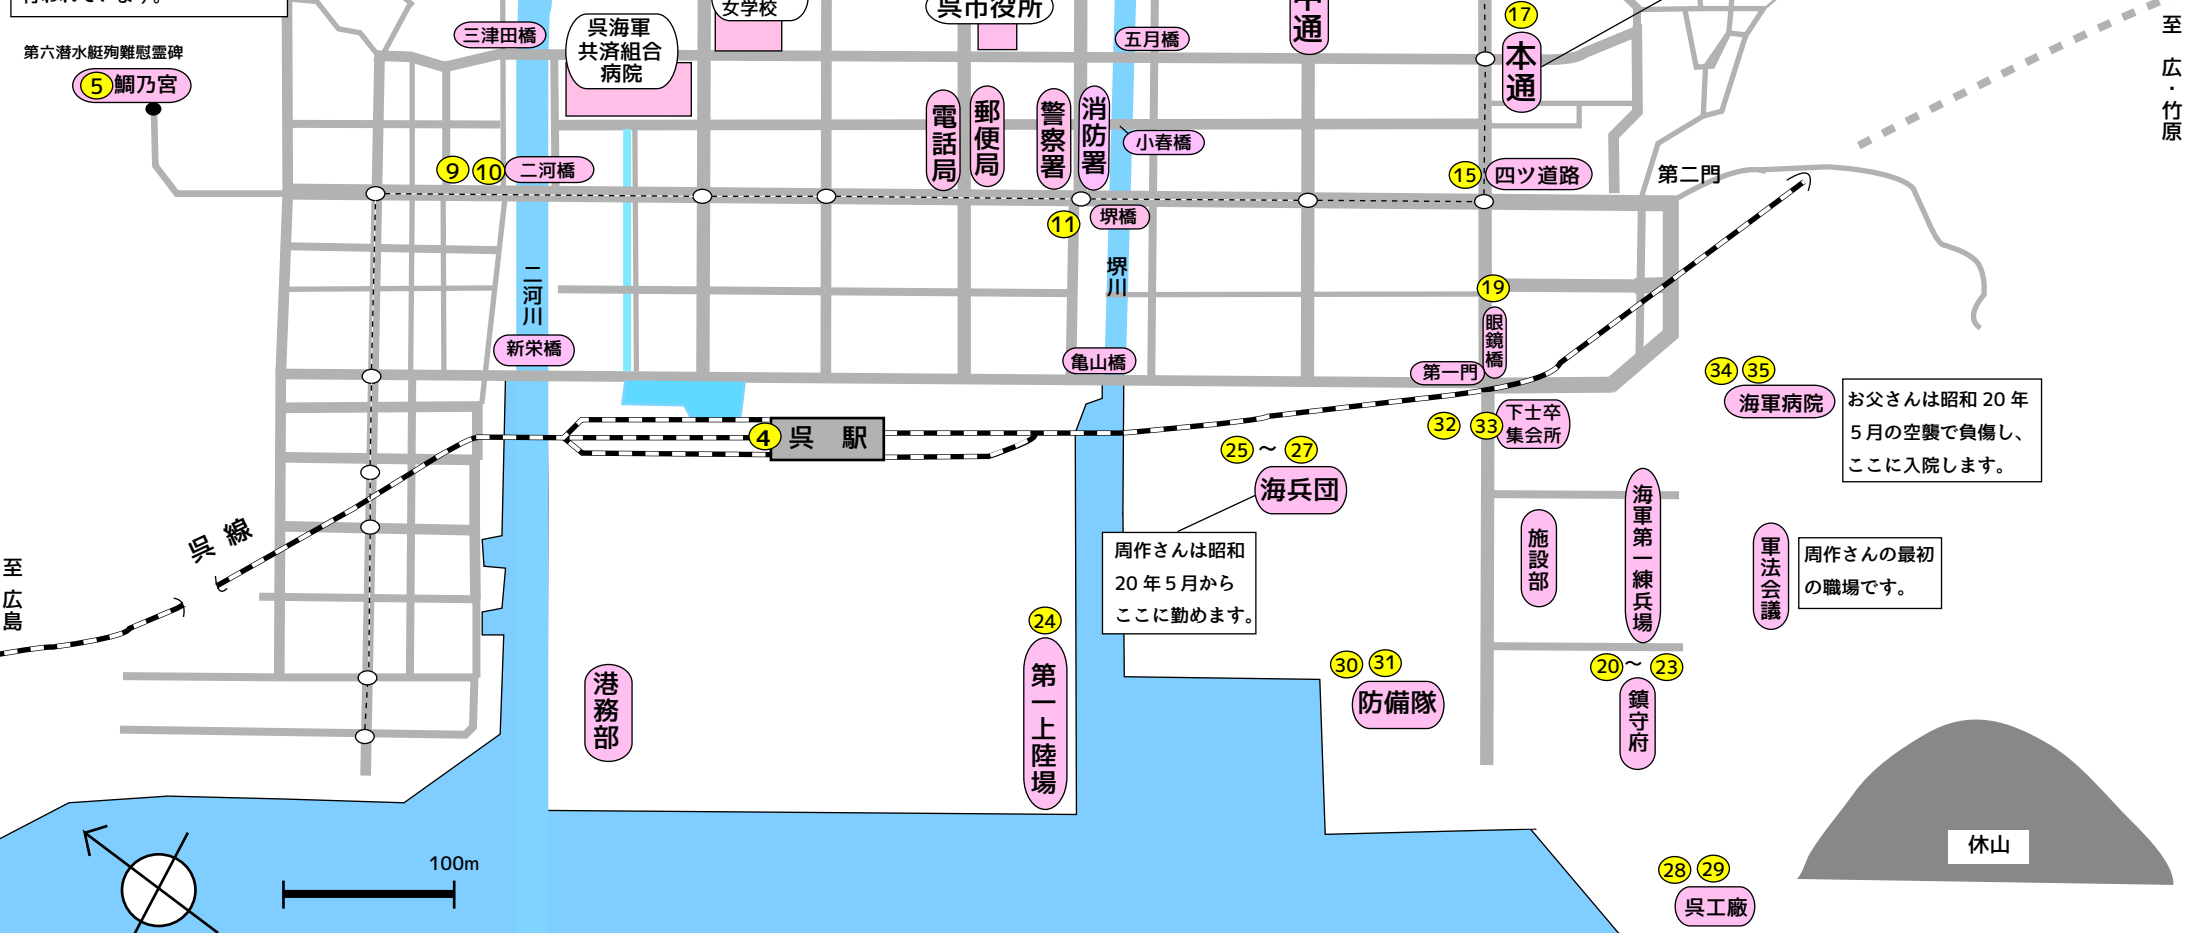 女学校
呉市役所
中通
17
本通
至 広・竹原
第六潜水艇殉難慰霊碑
5 鯛乃宮
三津田橋
呉海軍
共済組合
病院
五月橋
電話局
郵便局
警察署
消防署
小春橋
9 10 二河橋
15 四ツ道路
第二門
11 堺橋
二河川
堺川
19
眼鏡橋
新栄橋
亀山橋
第一門
34 35
海軍病院
お父さんは昭和 20 年
5月の空襲で負傷し、
ここに入院します。
32 33 下士卒
集会所
4 呉 駅
25 ～ 27
海兵団
周作さんは昭和
20 年5月から
ここに勤めます。
呉線
至 広島
施設部
海軍第一練兵場
軍法会議
周作さんの最初
の職場です。
24
第一上陸場
港務部
30 31
防備隊
20 ～ 23
鎮守府
休山
100m
28 29
呉工廠